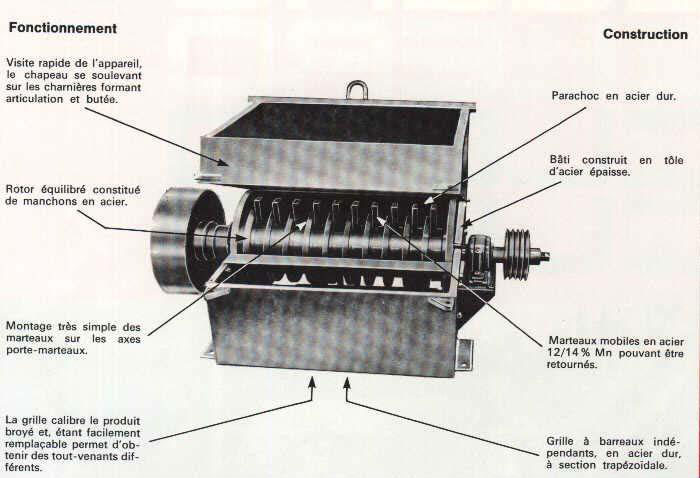 Fonctionnement
Visite rapide de l'appareil,
le chapeau se soulevant
sur les charnières formant
articulation et butée.
Rotor équilibré constitué
de manchons en acier.
Montage très simple des
marteaux sur les axes
porte-marteaux.
La grille calibre le produit
broyé et, étant facilement
remplaçable permet d'ob-
tenir des tout-venants dif-
férents.
Construction
Parachoc en acier dur.
Bâti construit en tôle
d'acier épaisse.
Marteaux mobiles en acier
12/14 % Mn pouvant être
retournés.
Grille à barreaux indé-
pendants, en acier dur,
à section trapézoïdale.